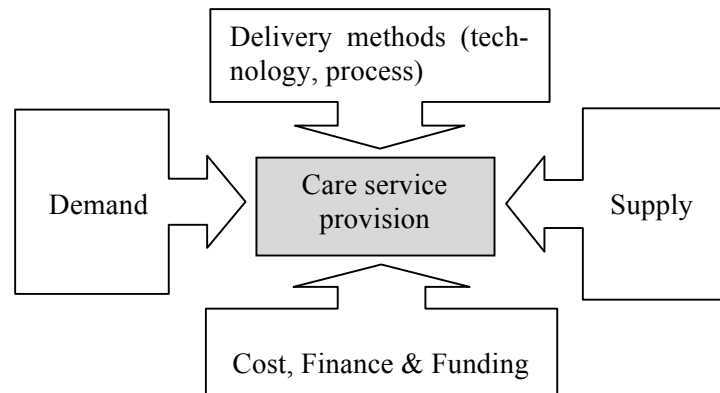 Delivery methods (tech-
nology, process)
Demand
Care service
provision
Supply
Cost, Finance & Funding